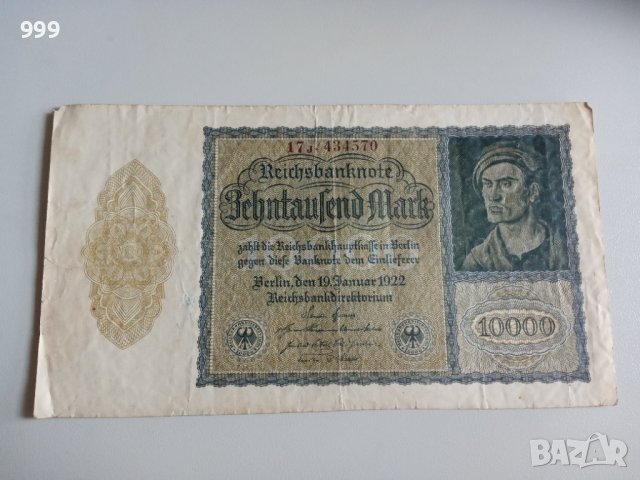 999
17J·434570
Reichsbanknote
Zehntausend Mark
zahlt die Reichsbankhauptkasse in Berlin
gegen diese Banknote dem Einlieferer
Berlin, den 19. Januar 1922
Reichsbankdirektorium
10000
BAZAR